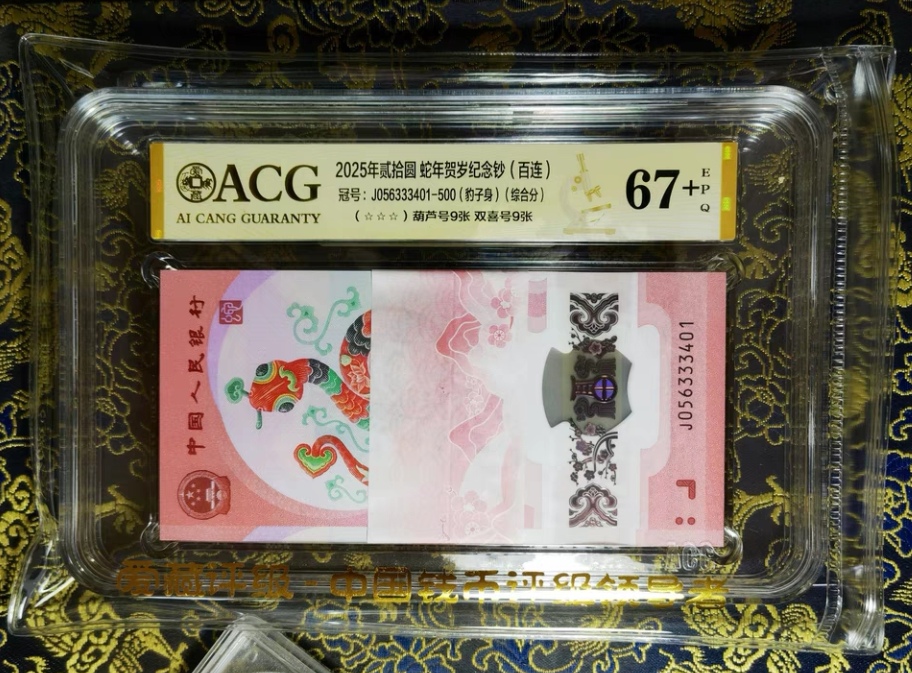 ACG
AI CANG GUARANTY
2025年贰拾圆 蛇年贺岁纪念钞(百连)
冠号: J056333401-500(豹子身)(综合分)
(☆☆☆)葫芦号9张 双喜号9张
67+
EPQ
中國人民銀行
J056333401
爱藏评级 中国钱币评级领导者